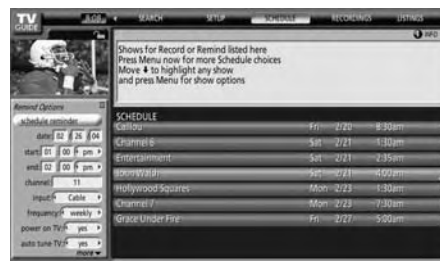 TV
GUIDE
SEARCH SETUP SCHEDULE RECORDINGS LISTINGS
INFO
Shows for Record or Remind listed here
Press Menu now for more Schedule choices
Move to highlight any show
and press Menu for show options
Remind Options
schedule reminder
date: 02 / 26 / 04
start: 01 : 00 pm
end: 02 : 00 pm
channel: 11
input: Cable
frequency: weekly
power on TV: yes
auto tune TV: yes
more
SCHEDULE
Caillou Fri 2/20 8:30am
Channel 6 Sat 2/21 1:30am
Entertainment Sat 2/21 2:35am
Sat 2/21 4:00am
Hollywood Squares Mon 2/23 1:30am
Channel 7 Mon 2/23 7:30am
Grace Under Fire Fri 2/27 5:00am